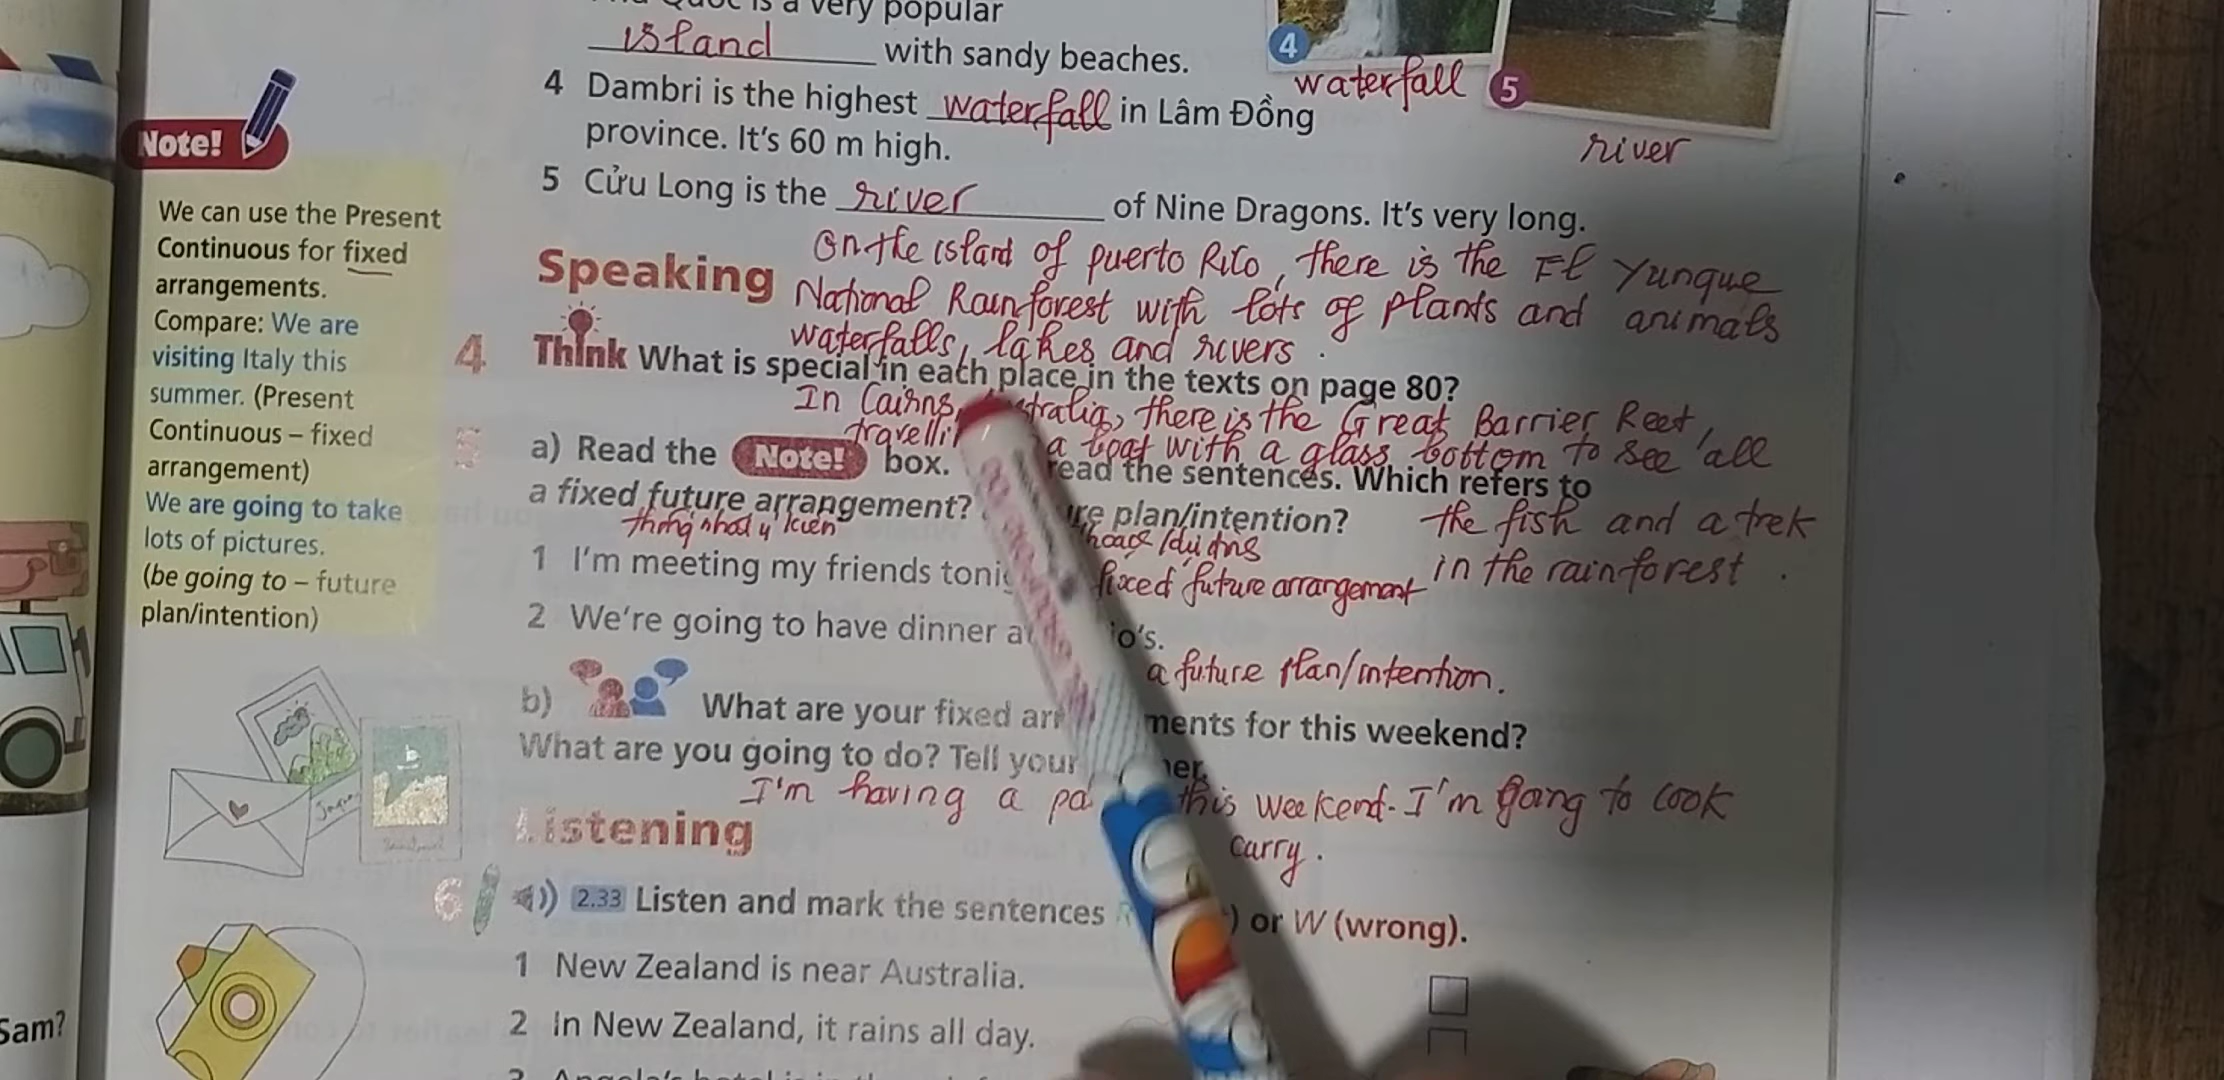 is a very popular
island with sandy beaches.
4 Dambri is the highest waterfall in Lâm Đồng
province. It's 60 m high.
5 Cửu Long is the river of Nine Dragons. It's very long.
4
waterfall
5
river
Note!
We can use the Present
Continuous for fixed
arrangements.
Compare: We are
visiting Italy this
summer. (Present
Continuous – fixed
arrangement)
We are going to take
lots of pictures.
(be going to – future
plan/intention)
Speaking
On the island of puerto Rico, there is the El Yunque
National Rainforest with lots of plants and animals
waterfalls, lakes and rivers.
4 Think What is special in each place in the texts on page 80?
In Cairns, there is the Great Barrier Reef,
a boat with a glass bottom to see all
the fish and a trek
in the rainforest.
5 a) Read the Note! box. read the sentences. Which refers to
a fixed future arrangement? plan/intention?
thống nhất ý kiến
1 I'm meeting my friends
fixed future arrangement
2 We're going to have dinner
a future plan/intention.
b) What are your fixed for this weekend?
What are you going to do? Tell your
I'm having a this weekend. I'm going to cook
carry.
Listening
6 2.33 Listen and mark the sentences or W (wrong).
1 New Zealand is near Australia.
2 In New Zealand, it rains all day.
Sam?